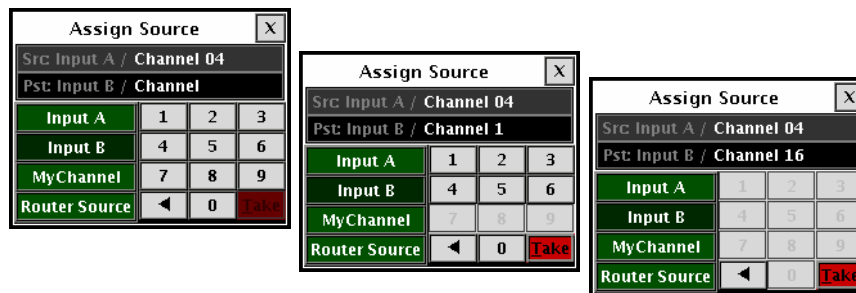 Assign Source X
Src: Input A / Channel 04
Pst: Input B / Channel
Input A 1 2 3
Input B 4 5 6
MyChannel 7 8 9
Router Source ◀ 0 Take
Assign Source X
Src: Input A / Channel 04
Pst: Input B / Channel 1
Input A 1 2 3
Input B 4 5 6
MyChannel 7 8 9
Router Source ◀ 0 Take
Assign Source X
Src: Input A / Channel 04
Pst: Input B / Channel 16
Input A 1 2 3
Input B 4 5 6
MyChannel 7 8 9
Router Source ◀ 0 Take